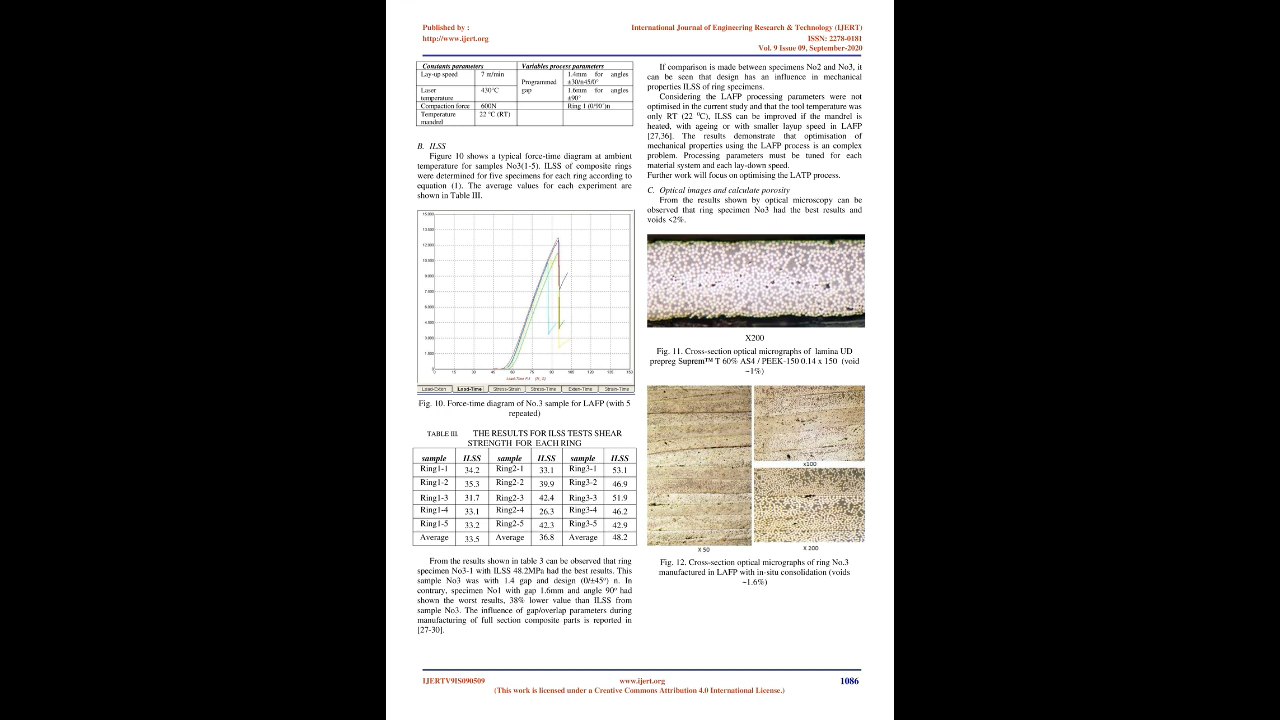 Published by :
http://www.ijert.org
International Journal of Engineering Research & Technology (IJERT)
ISSN: 2278-0181
Vol. 9 Issue 09, September-2020
Constants parameters Variables process parameters
Lay-up speed 7 m/min Programmed gap 1.4mm for angles ±30/±45/0°
Laser temperature 430°C 1.6mm for angles ±90°
Compaction force 600N Ring 1 (0/90°)n
Temperature mandrel 22 °C (RT)
B. ILSS
Figure 10 shows a typical force-time diagram at ambient
temperature for samples No3(1-5). ILSS of composite rings
were determined for five specimens for each ring according to
equation (1). The average values for each experiment are
shown in Table III.
Load-Exten Load-Time Stress-Strain Stress-Time Exten-Time Strain-Time
Fig. 10. Force-time diagram of No.3 sample for LAFP (with 5
repeated)
TABLE III. THE RESULTS FOR ILSS TESTS SHEAR
STRENGTH FOR EACH RING
sample ILSS sample ILSS sample ILSS
Ring1-1 34.2 Ring2-1 33.1 Ring3-1 53.1
Ring1-2 35.3 Ring2-2 39.9 Ring3-2 46.9
Ring1-3 31.7 Ring2-3 42.4 Ring3-3 51.9
Ring1-4 33.1 Ring2-4 26.3 Ring3-4 46.2
Ring1-5 33.2 Ring2-5 42.3 Ring3-5 42.9
Average 33.5 Average 36.8 Average 48.2
From the results shown in table 3 can be observed that ring
specimen No3-1 with ILSS 48.2MPa had the best results. This
sample No3 was with 1.4 gap and design (0/±45°) n. In
contrary, specimen No1 with gap 1.6mm and angle 90° had
shown the worst results, 38% lower value than ILSS from
sample No3. The influence of gap/overlap parameters during
manufacturing of full section composite parts is reported in
[27-30].
If comparison is made between specimens No2 and No3, it
can be seen that design has an influence in mechanical
properties ILSS of ring specimens.
Considering the LAFP processing parameters were not
optimised in the current study and that the tool temperature was
only RT (22 °C), ILSS can be improved if the mandrel is
heated, with ageing or with smaller layup speed in LAFP
[27,36]. The results demonstrate that optimisation of
mechanical properties using the LAFP process is an complex
problem. Processing parameters must be tuned for each
material system and each lay-down speed.
Further work will focus on optimising the LATP process.
C. Optical images and calculate porosity
From the results shown by optical microscopy can be
observed that ring specimen No3 had the best results and
voids <2%.
X200
Fig. 11. Cross-section optical micrographs of lamina UD
prepreg Suprem™ T 60% AS4 / PEEK-150 0.14 x 150 (void
~1%)
x100
X 50
X 200
Fig. 12. Cross-section optical micrographs of ring No.3
manufactured in LAFP with in-situ consolidation (voids
~1.6%)
IJERTV9IS090509
www.ijert.org
(This work is licensed under a Creative Commons Attribution 4.0 International License.)
1086